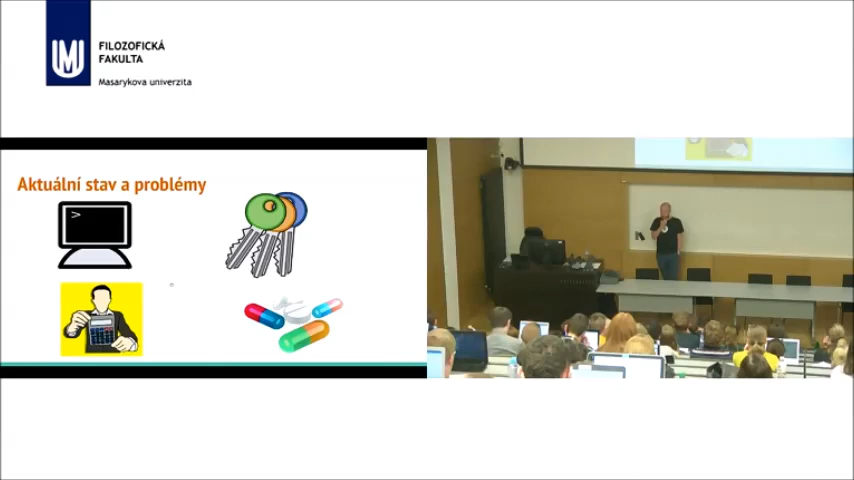 FILOZOFICKÁ
FAKULTA
Masarykova univerzita
Aktuální stav a problémy
>_